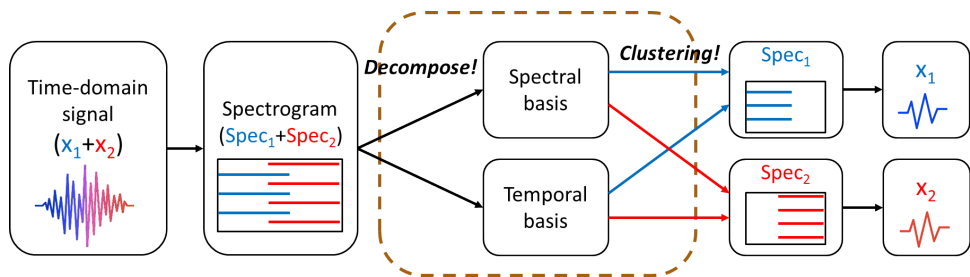 Time-domain
signal
(x₁+x₂)
Spectrogram
(Spec₁+Spec₂)
Decompose!
Spectral
basis
Temporal
basis
Clustering!
Spec₁
Spec₂
x₁
x₂